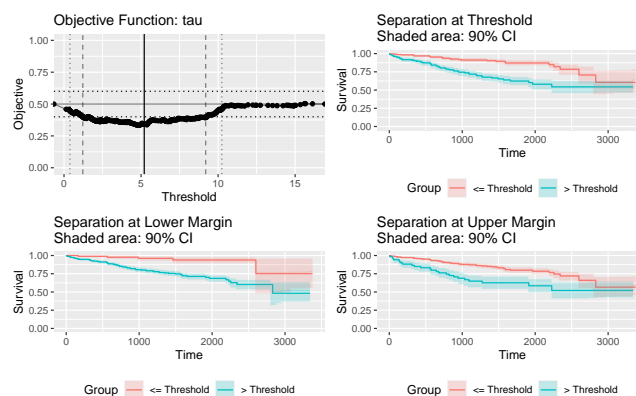 Objective Function: tau
1.00
0.75
0.50
0.25
0.00
Objective
0
5
10
15
Threshold
Separation at Threshold
Shaded area: 90% CI
1.00
0.75
0.50
0.25
0.00
Survival
0
1000
2000
3000
Time
Group
<= Threshold
> Threshold
Separation at Lower Margin
Shaded area: 90% CI
1.00
0.75
0.50
0.25
0.00
Survival
0
1000
2000
3000
Time
Group
<= Threshold
> Threshold
Separation at Upper Margin
Shaded area: 90% CI
1.00
0.75
0.50
0.25
0.00
Survival
0
1000
2000
3000
Time
Group
<= Threshold
> Threshold